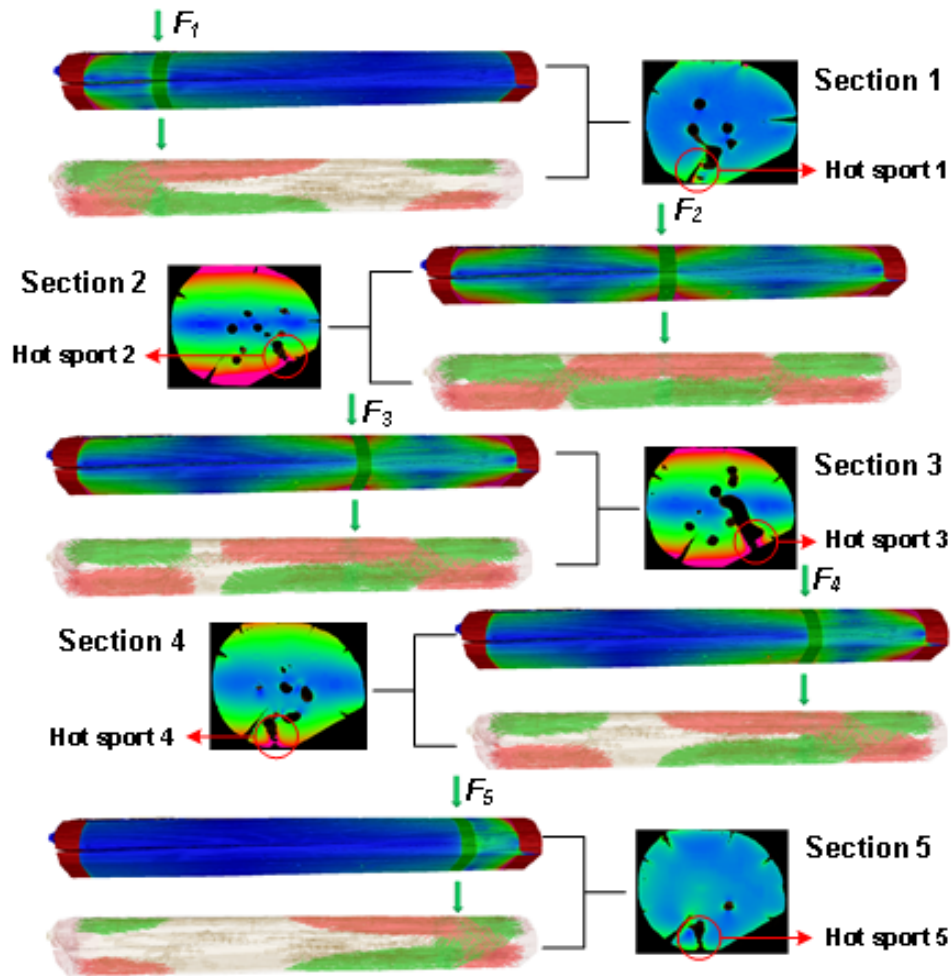 F1
Section 1
Hot sport 1
F2
Section 2
Hot sport 2
F3
Section 3
Hot sport 3
F4
Section 4
Hot sport 4
F5
Section 5
Hot sport 5